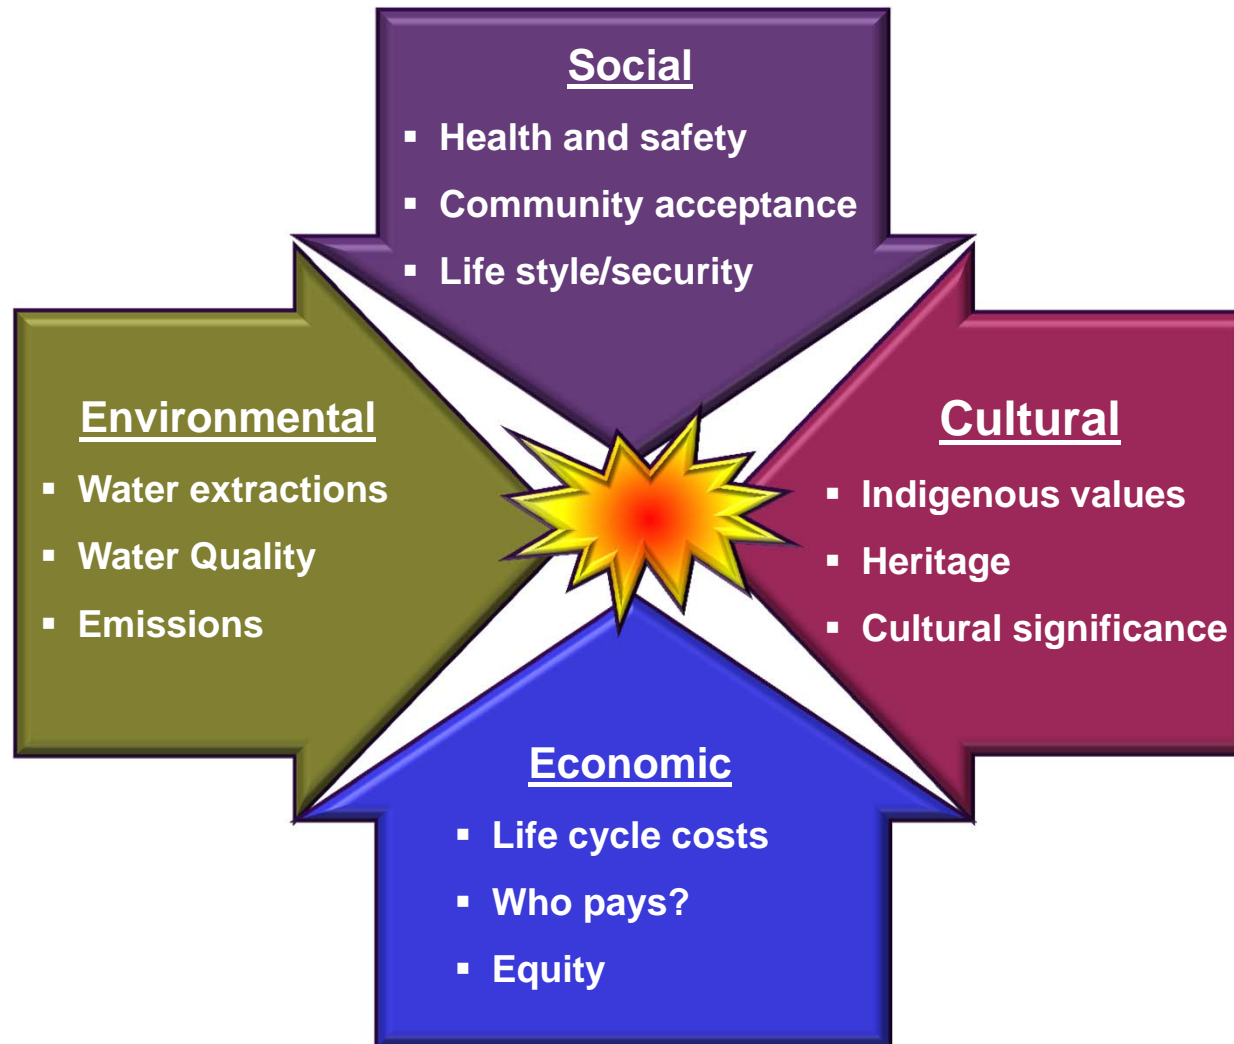 Social
▪ Health and safety
▪ Community acceptance
▪ Life style/security
Environmental
▪ Water extractions
▪ Water Quality
▪ Emissions
Cultural
▪ Indigenous values
▪ Heritage
▪ Cultural significance
Economic
▪ Life cycle costs
▪ Who pays?
▪ Equity